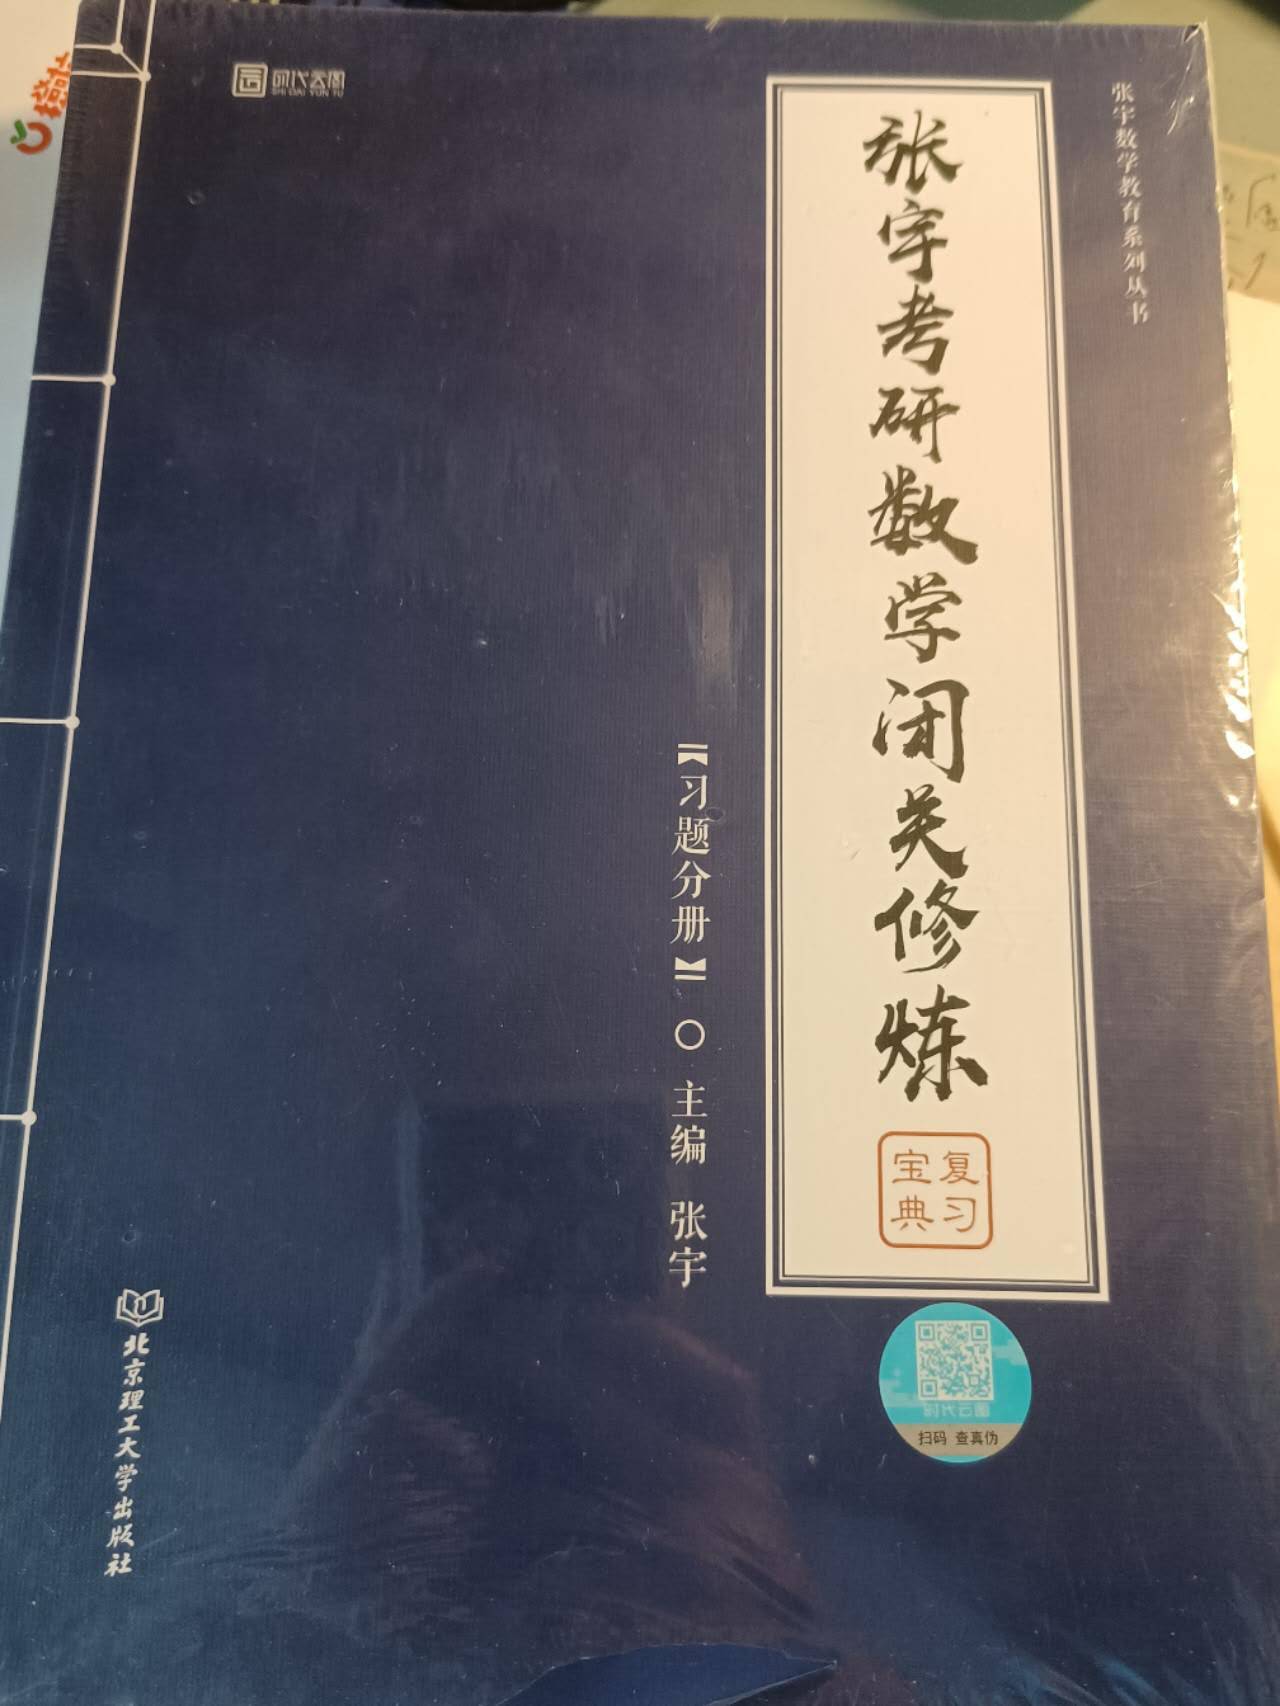 张宇数学教育系列丛书
张宇考研数学闭关修炼
复习
宝典
【习题分册】○ 主编 张宇
时代云图
SHI DAI YUN TU
北京理工大学出版社
时代云图
扫码 查真伪